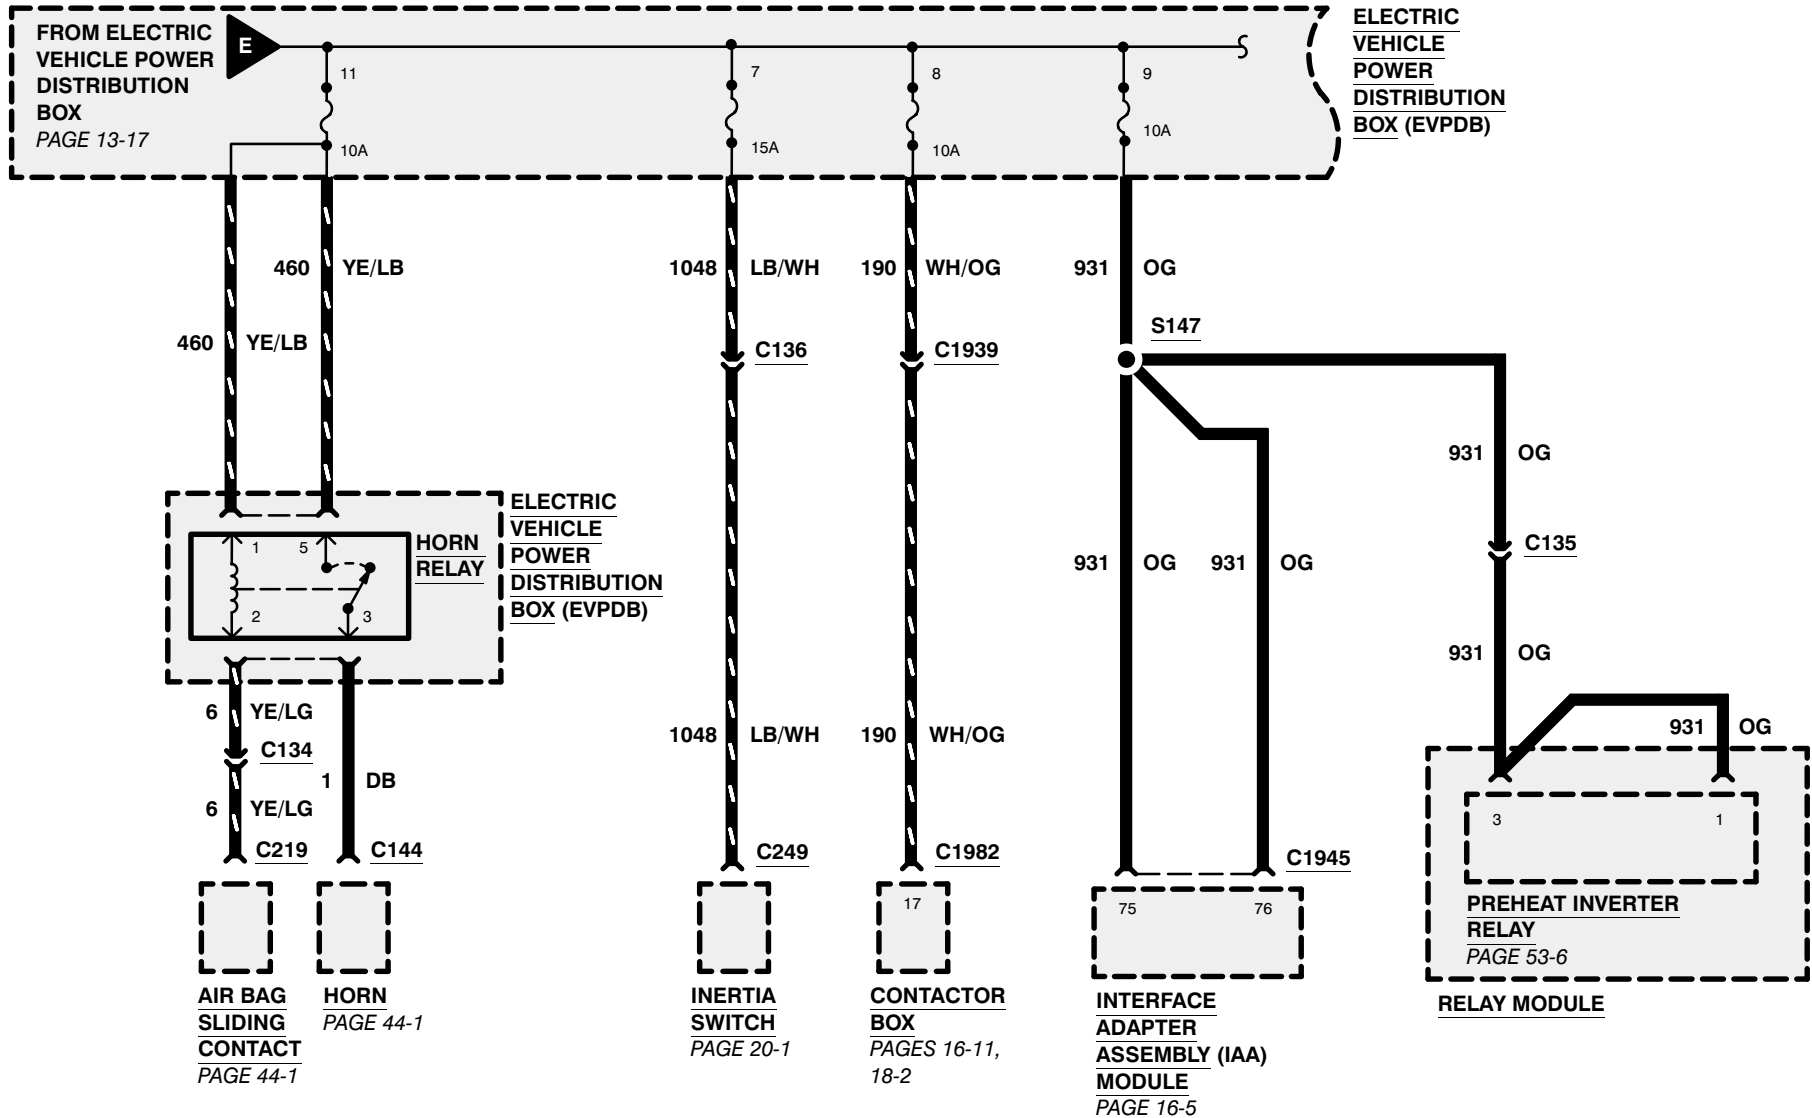 FROM ELECTRIC
VEHICLE POWER
DISTRIBUTION
BOX
PAGE 13-17
E
11
10A
7
15A
8
10A
9
10A
ELECTRIC
VEHICLE
POWER
DISTRIBUTION
BOX (EVPDB)
460 YE/LB
460 YE/LB
1048 LB/WH
190 WH/OG
931 OG
S147
C136
C1939
931 OG
C135
931 OG
931 OG
931 OG
ELECTRIC
VEHICLE
POWER
DISTRIBUTION
BOX (EVPDB)
HORN
RELAY
1
5
2
3
6 YE/LG
C134
1 DB
6 YE/LG
C219
C144
1048 LB/WH
190 WH/OG
931 OG
C249
C1982
C1945
17
75
76
3
1
PREHEAT INVERTER
RELAY
PAGE 53-6
RELAY MODULE
AIR BAG
SLIDING
CONTACT
PAGE 44-1
HORN
PAGE 44-1
INERTIA
SWITCH
PAGE 20-1
CONTACTOR
BOX
PAGES 16-11,
18-2
INTERFACE
ADAPTER
ASSEMBLY (IAA)
MODULE
PAGE 16-5